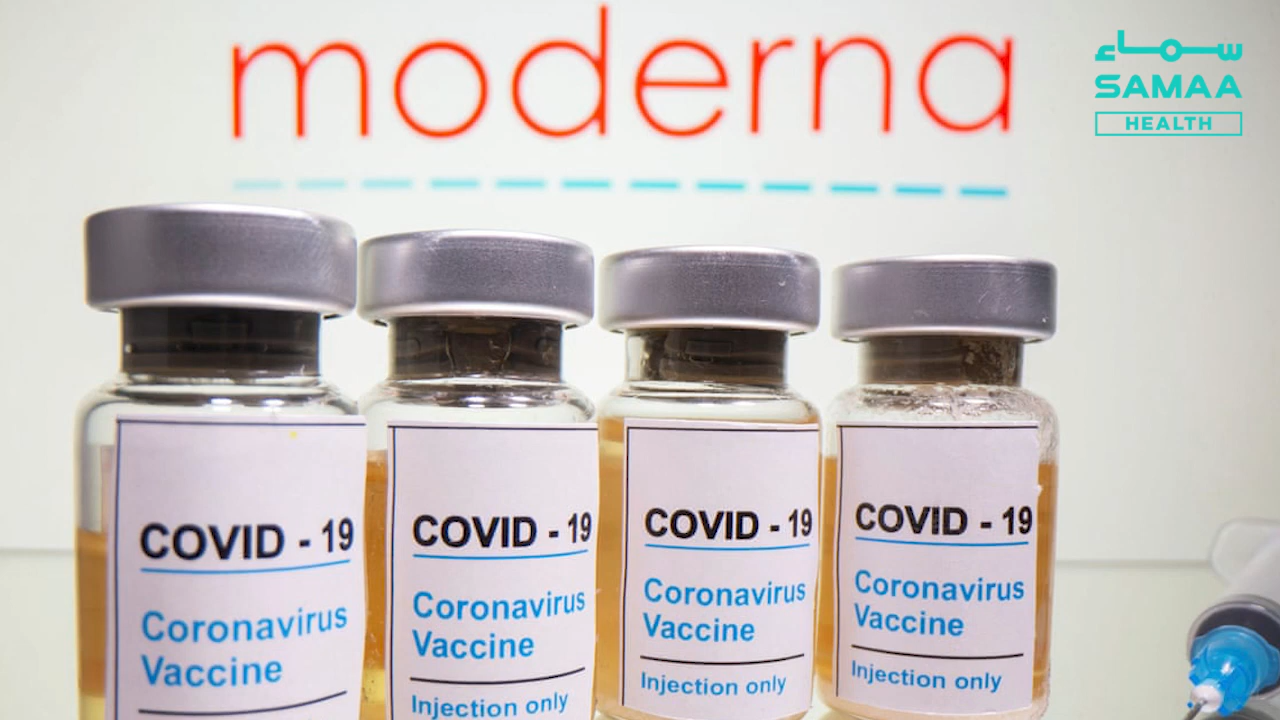 moderna
سماء
SAMAA
HEALTH
COVID - 19
Coronavirus
Vaccine
COVID - 19
Coronavirus
Vaccine
Injection only
COVID - 19
Coronavirus
Vaccine
Injection only
COVID - 19
Coronavirus
Vaccine
Injection only